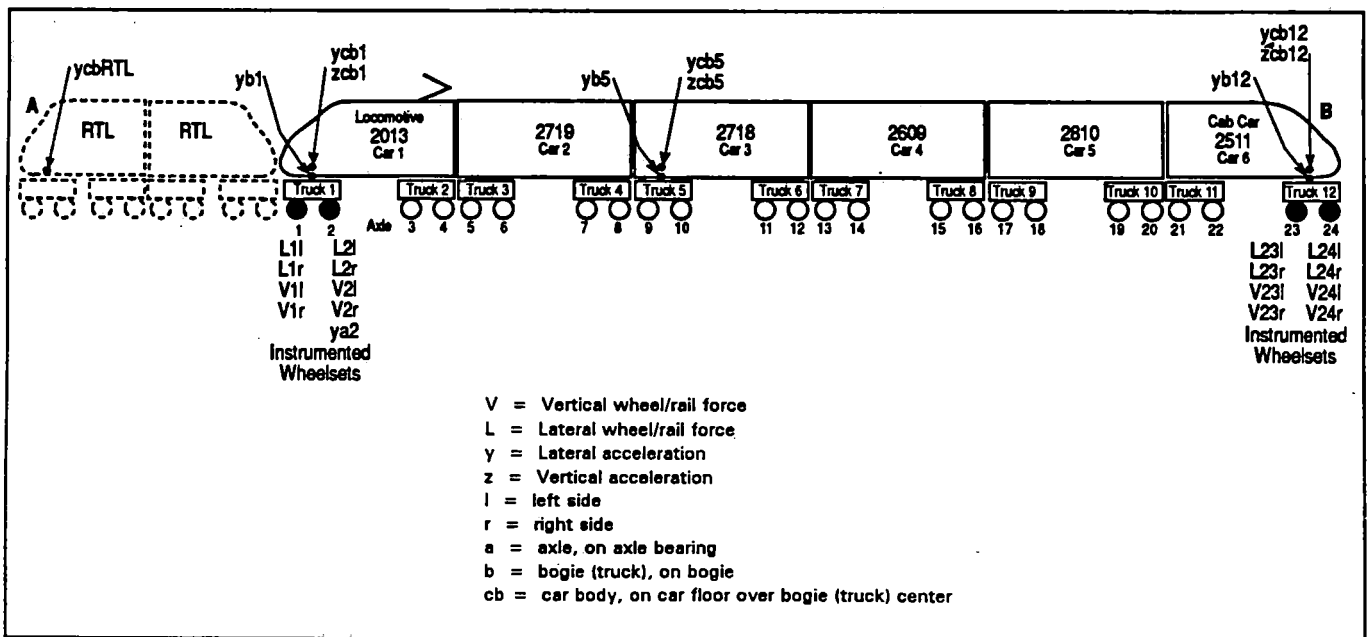 ycb1
ycb12
ycbRTL
zcb1
ycb5
zcb12
yb1
yb5
zcb5
yb12
A
B
RTL
RTL
Locomotive
2013
Car 1
2719
Car 2
2718
Car 3
2609
Car 4
2810
Car 5
Cab Car
2511
Car 6
Truck 1
Truck 2
Truck 3
Truck 4
Truck 5
Truck 6
Truck 7
Truck 8
Truck 9
Truck 10
Truck 11
Truck 12
1 2 Axle 3 4 5 6 7 8 9 10 11 12 13 14 15 16 17 18 19 20 21 22 23 24
L1l L2l
L1r L2r
V1l V2l
V1r V2r
ya2
Instrumented
Wheelsets
L23l L24l
L23r L24r
V23l V24l
V23r V24r
Instrumented
Wheelsets
V = Vertical wheel/rail force
L = Lateral wheel/rail force
y = Lateral acceleration
z = Vertical acceleration
l = left side
r = right side
a = axle, on axle bearing
b = bogie (truck), on bogie
cb = car body, on car floor over bogie (truck) center